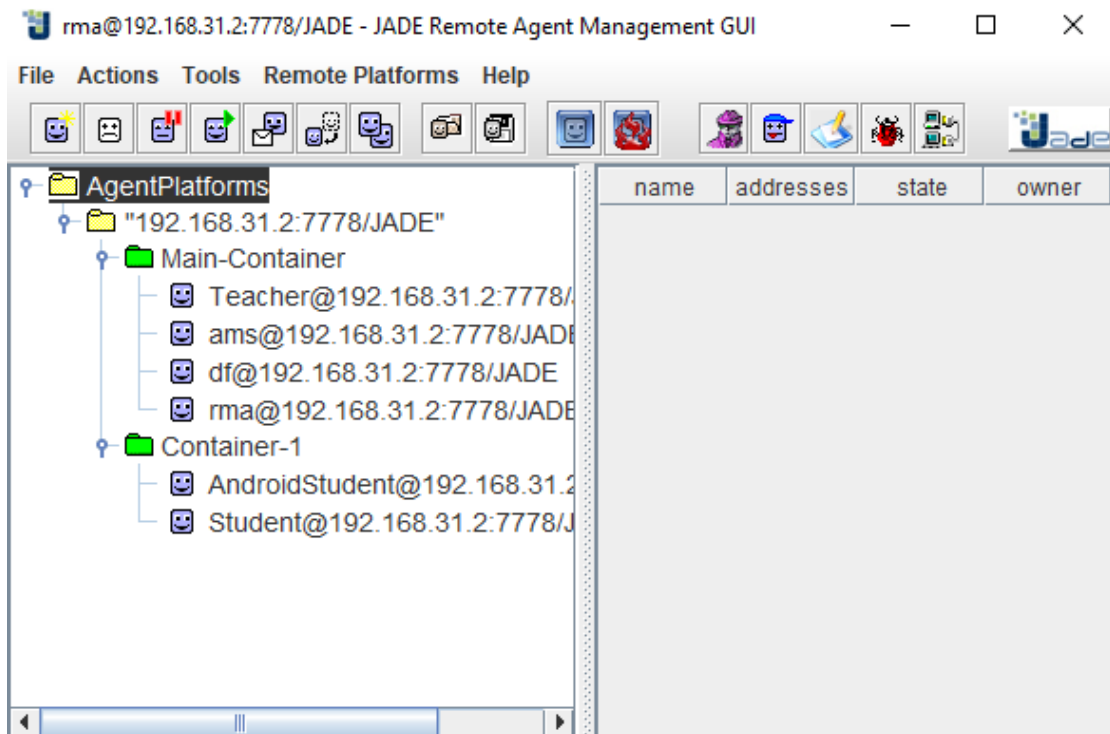 rma@192.168.31.2:7778/JADE - JADE Remote Agent Management GUI
File Actions Tools Remote Platforms Help
Jade
AgentPlatforms
"192.168.31.2:7778/JADE"
Main-Container
Teacher@192.168.31.2:7778/
ams@192.168.31.2:7778/JADE
df@192.168.31.2:7778/JADE
rma@192.168.31.2:7778/JADE
Container-1
AndroidStudent@192.168.31.2
Student@192.168.31.2:7778/J
name addresses state owner